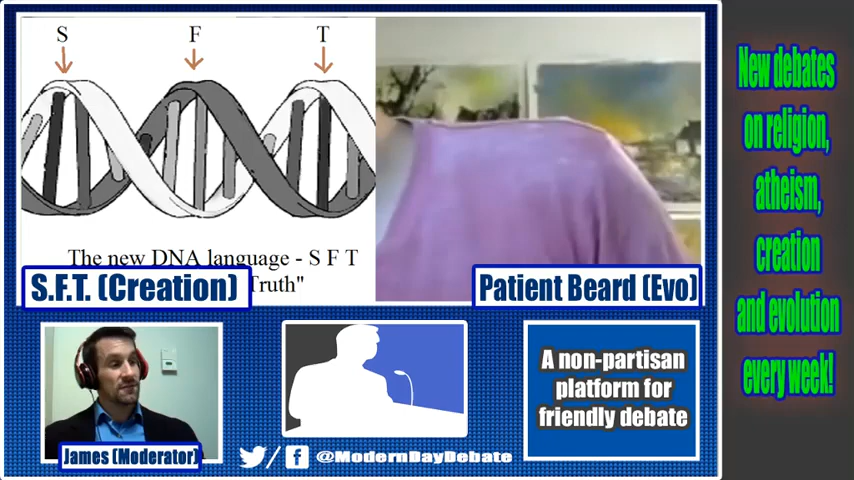 S F T
The new DNA language - S F T
Truth"
S.F.T. (Creation)
Patient Beard (Evo)
James (Moderator)
@ModernDayDebate
A non-partisan
platform for
friendly debate
New debates
on religion,
atheism,
creation
and evolution
every week!